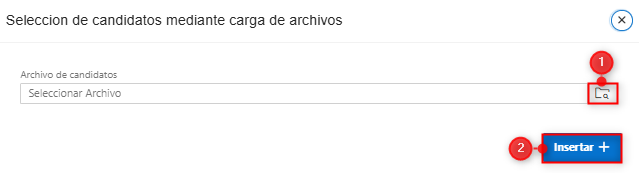 Seleccion de candidatos mediante carga de archivos
1
Archivo de candidatos
Seleccionar Archivo
2 Insertar +